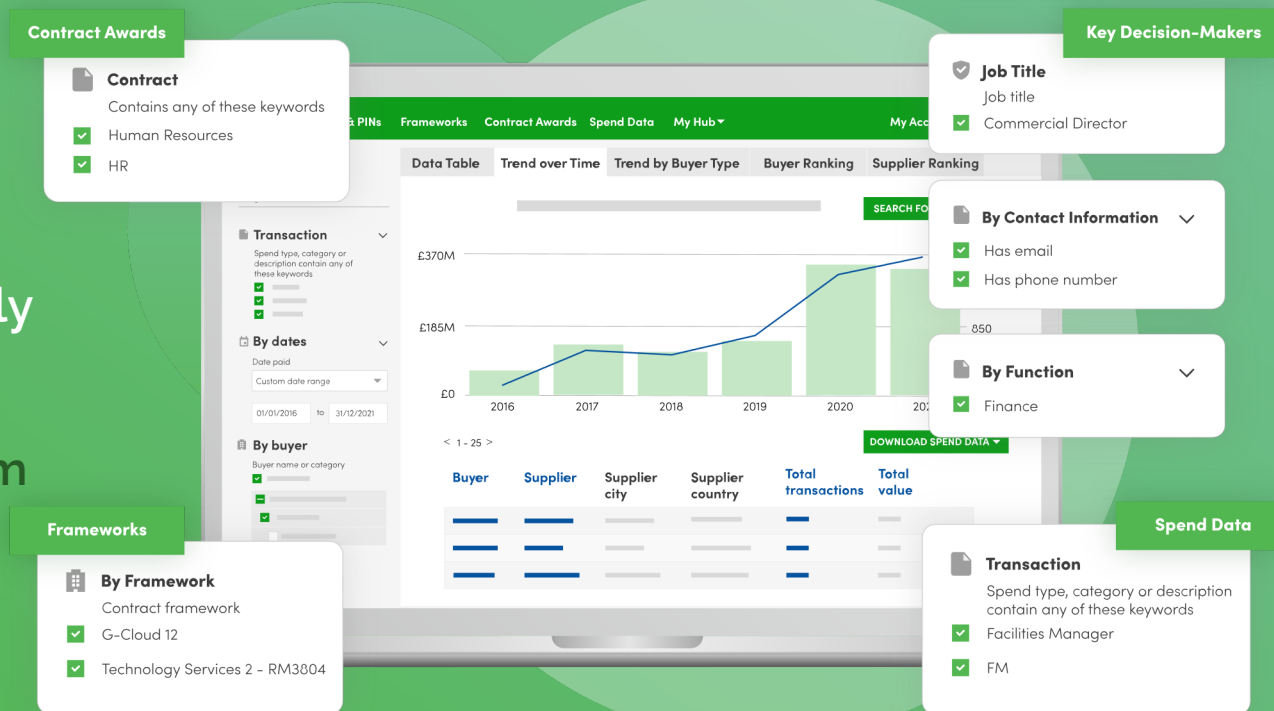 Contract Awards
Contract
Contains any of these keywords
Human Resources
HR
Key Decision-Makers
Job Title
Job title
Commercial Director
By Contact Information
Has email
Has phone number
By Function
Finance
& PINs Frameworks Contract Awards Spend Data My Hub
Data Table Trend over Time Trend by Buyer Type Buyer Ranking Supplier Ranking
Transaction
Spend type, category or
description contain any of
these keywords
By dates
Date paid
Custom date range
01/01/2016 to 31/12/2021
By buyer
Buyer name or category
£370M
£185M
850
£0
2016 2017 2018 2019 2020
< 1 - 25 >
DOWNLOAD SPEND DATA
Buyer Supplier Supplier city Supplier country Total transactions Total value
Frameworks
By Framework
Contract framework
G-Cloud 12
Technology Services 2 - RM3804
Spend Data
Transaction
Spend type, category or description
contain any of these keywords
Facilities Manager
FM